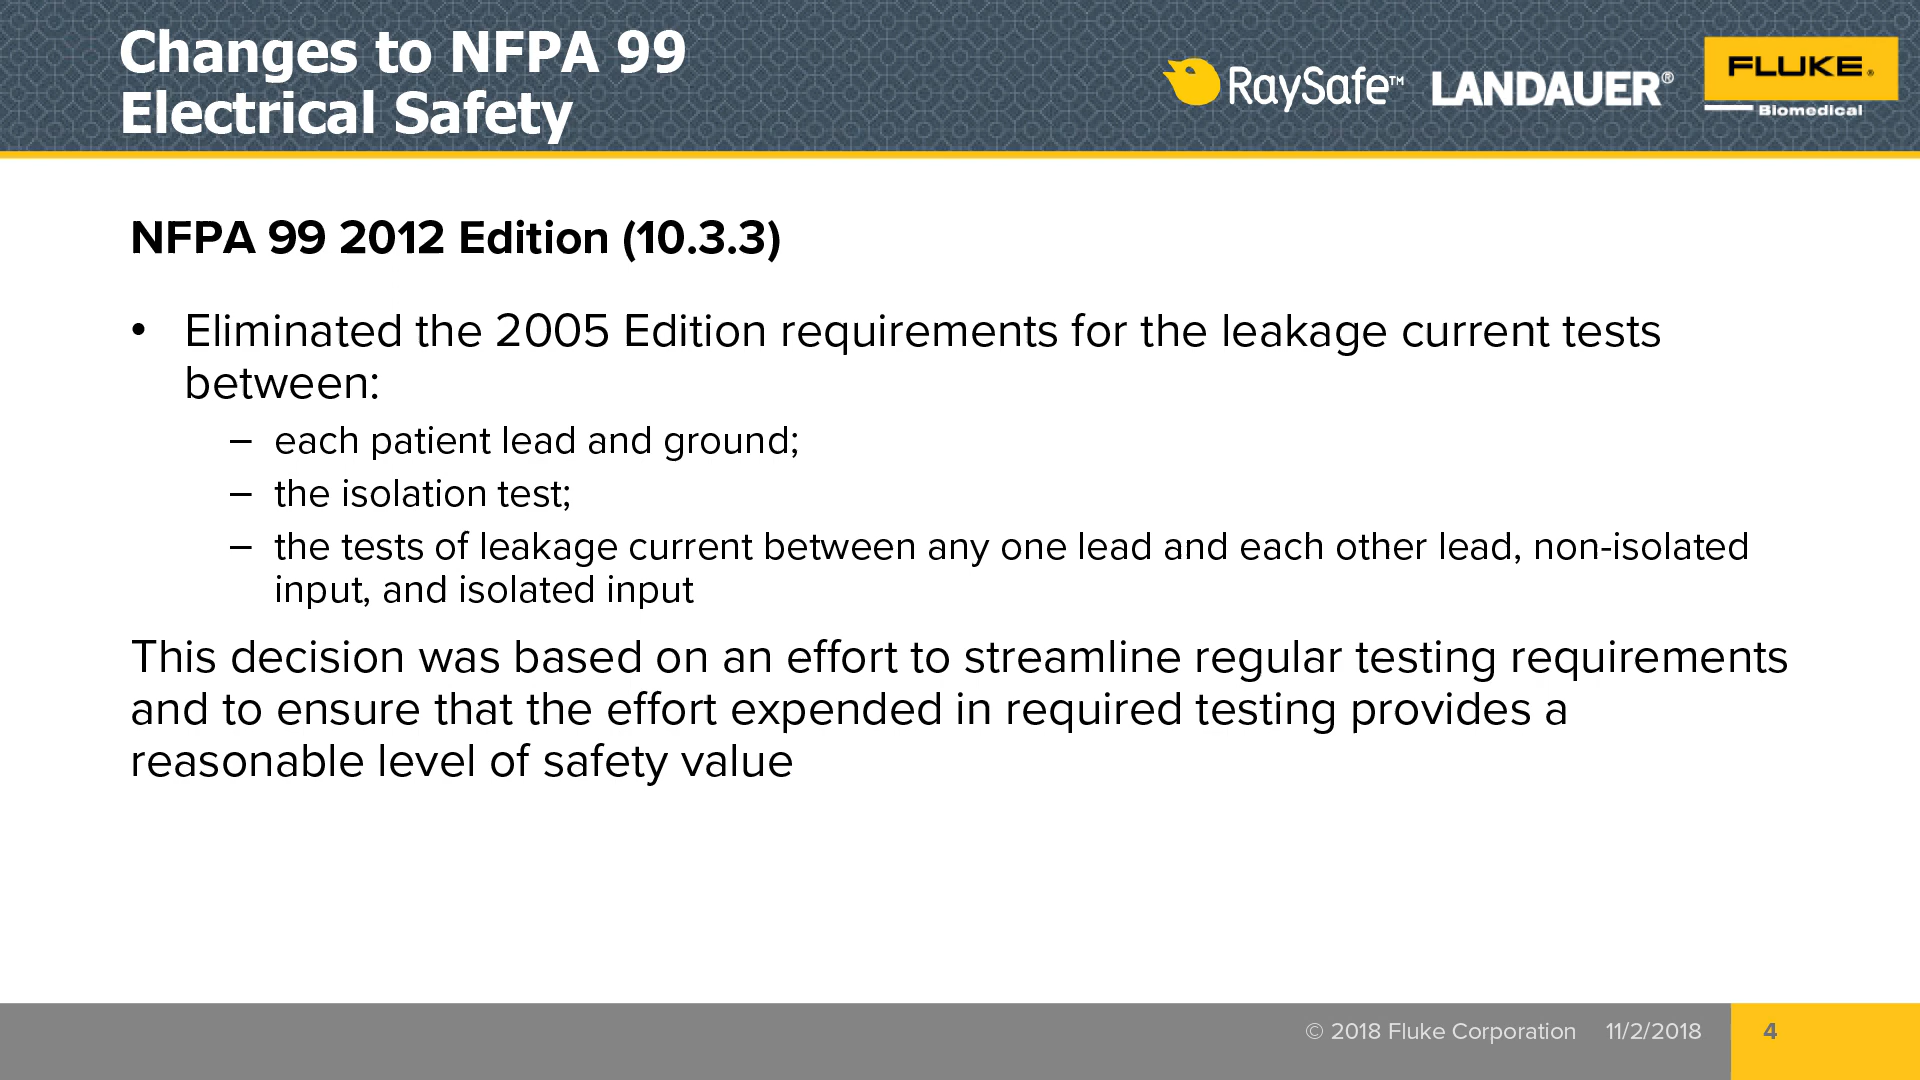 Changes to NFPA 99
Electrical Safety
RaySafe™ LANDAUER® FLUKE®
Biomedical
NFPA 99 2012 Edition (10.3.3)
• Eliminated the 2005 Edition requirements for the leakage current tests
between:
– each patient lead and ground;
– the isolation test;
– the tests of leakage current between any one lead and each other lead, non-isolated
input, and isolated input
This decision was based on an effort to streamline regular testing requirements
and to ensure that the effort expended in required testing provides a
reasonable level of safety value
© 2018 Fluke Corporation 11/2/2018 4